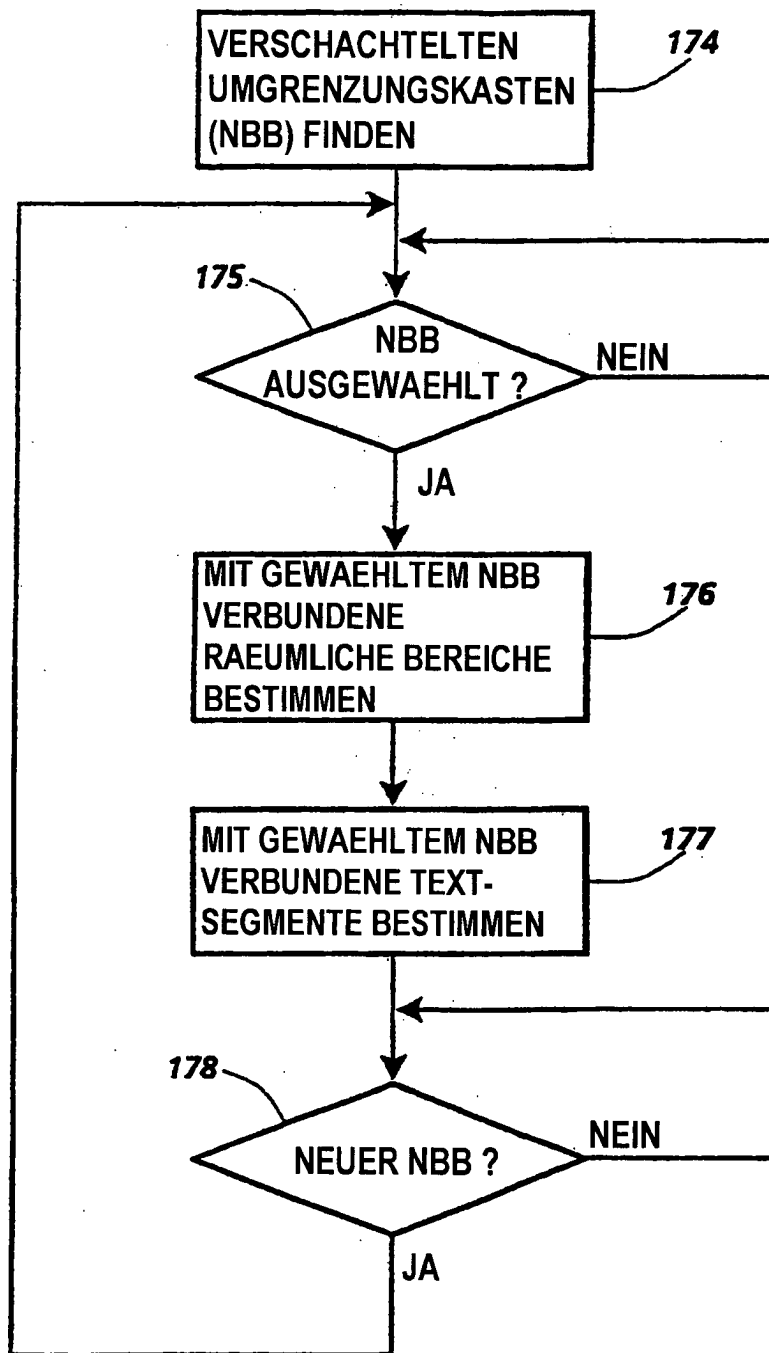 VERSCHACHTELTEN
UMGRENZUNGSKASTEN
(NBB) FINDEN
174
175
NBB
AUSGEWAEHLT ?
NEIN
JA
MIT GEWAEHLTEM NBB
VERBUNDENE
RAEUMLICHE BEREICHE
BESTIMMEN
176
MIT GEWAEHLTEM NBB
VERBUNDENE TEXT-
SEGMENTE BESTIMMEN
177
178
NEUER NBB ?
NEIN
JA